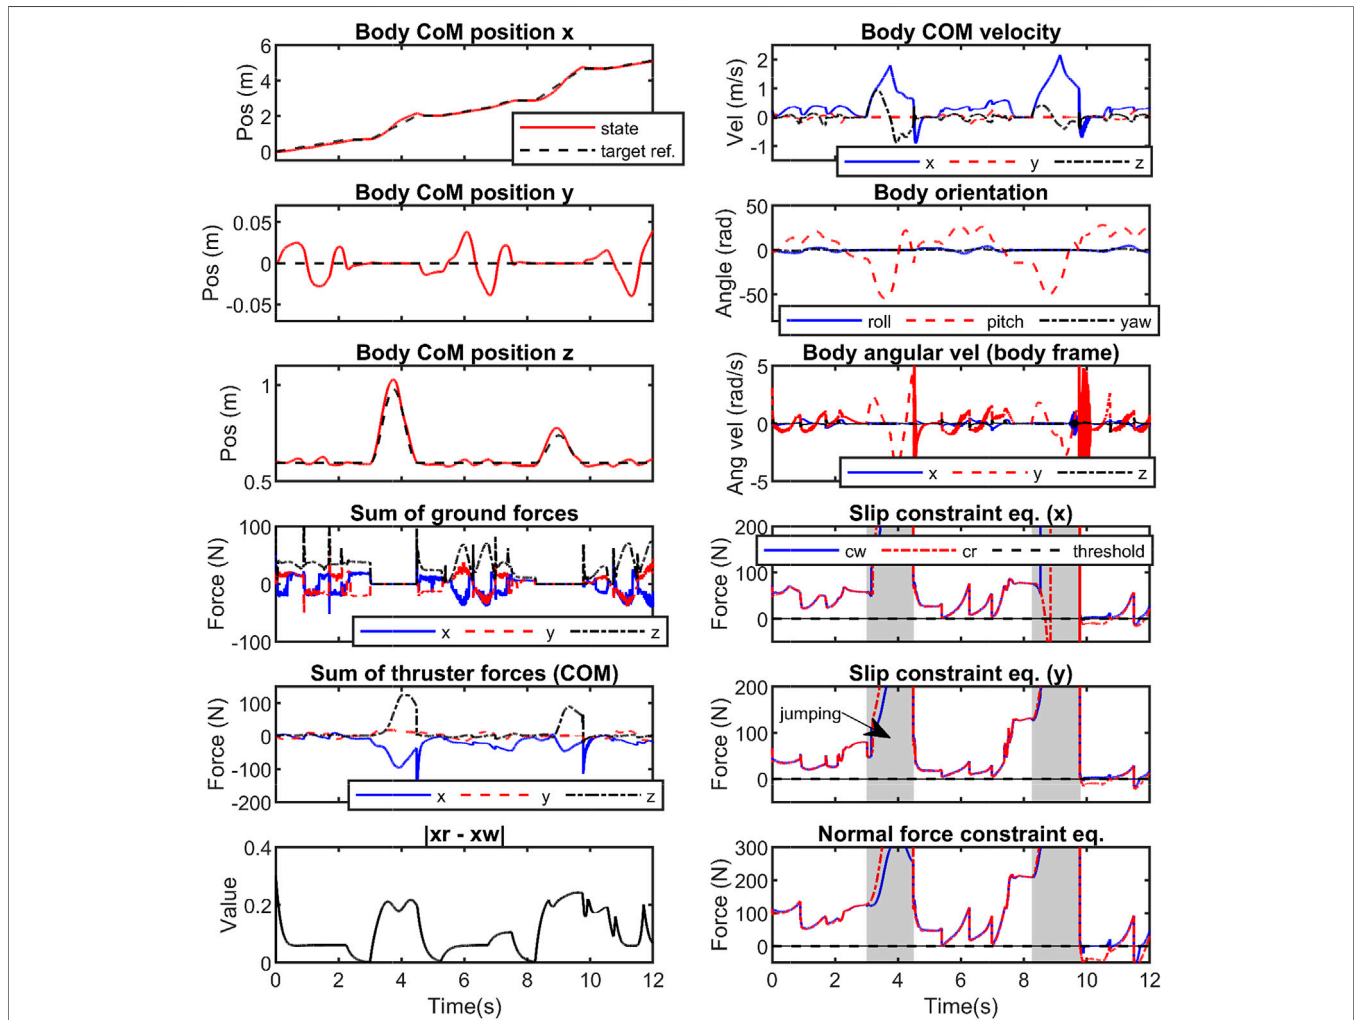 Body CoM position x
6
4
2
0
Pos (m)
state
target ref.
Body CoM position y
0.05
0
-0.05
Pos (m)
Body CoM position z
1
0.5
Pos (m)
Sum of ground forces
100
0
-100
Force (N)
x y z
Sum of thruster forces (COM)
100
0
-100
-200
Force (N)
x y z
|xr - xw|
0.4
0.2
0
Value
0 2 4 6 8 10 12
Time(s)
Body COM velocity
2
1
0
-1
Vel (m/s)
x y z
Body orientation
50
0
-50
Angle (rad)
roll pitch yaw
Body angular vel (body frame)
5
0
-5
Ang vel (rad/s)
x y z
Slip constraint eq. (x)
200
100
0
Force (N)
cw cr threshold
Slip constraint eq. (y)
200
100
0
Force (N)
jumping
Normal force constraint eq.
300
200
100
0
Force (N)
0 2 4 6 8 10 12
Time(s)